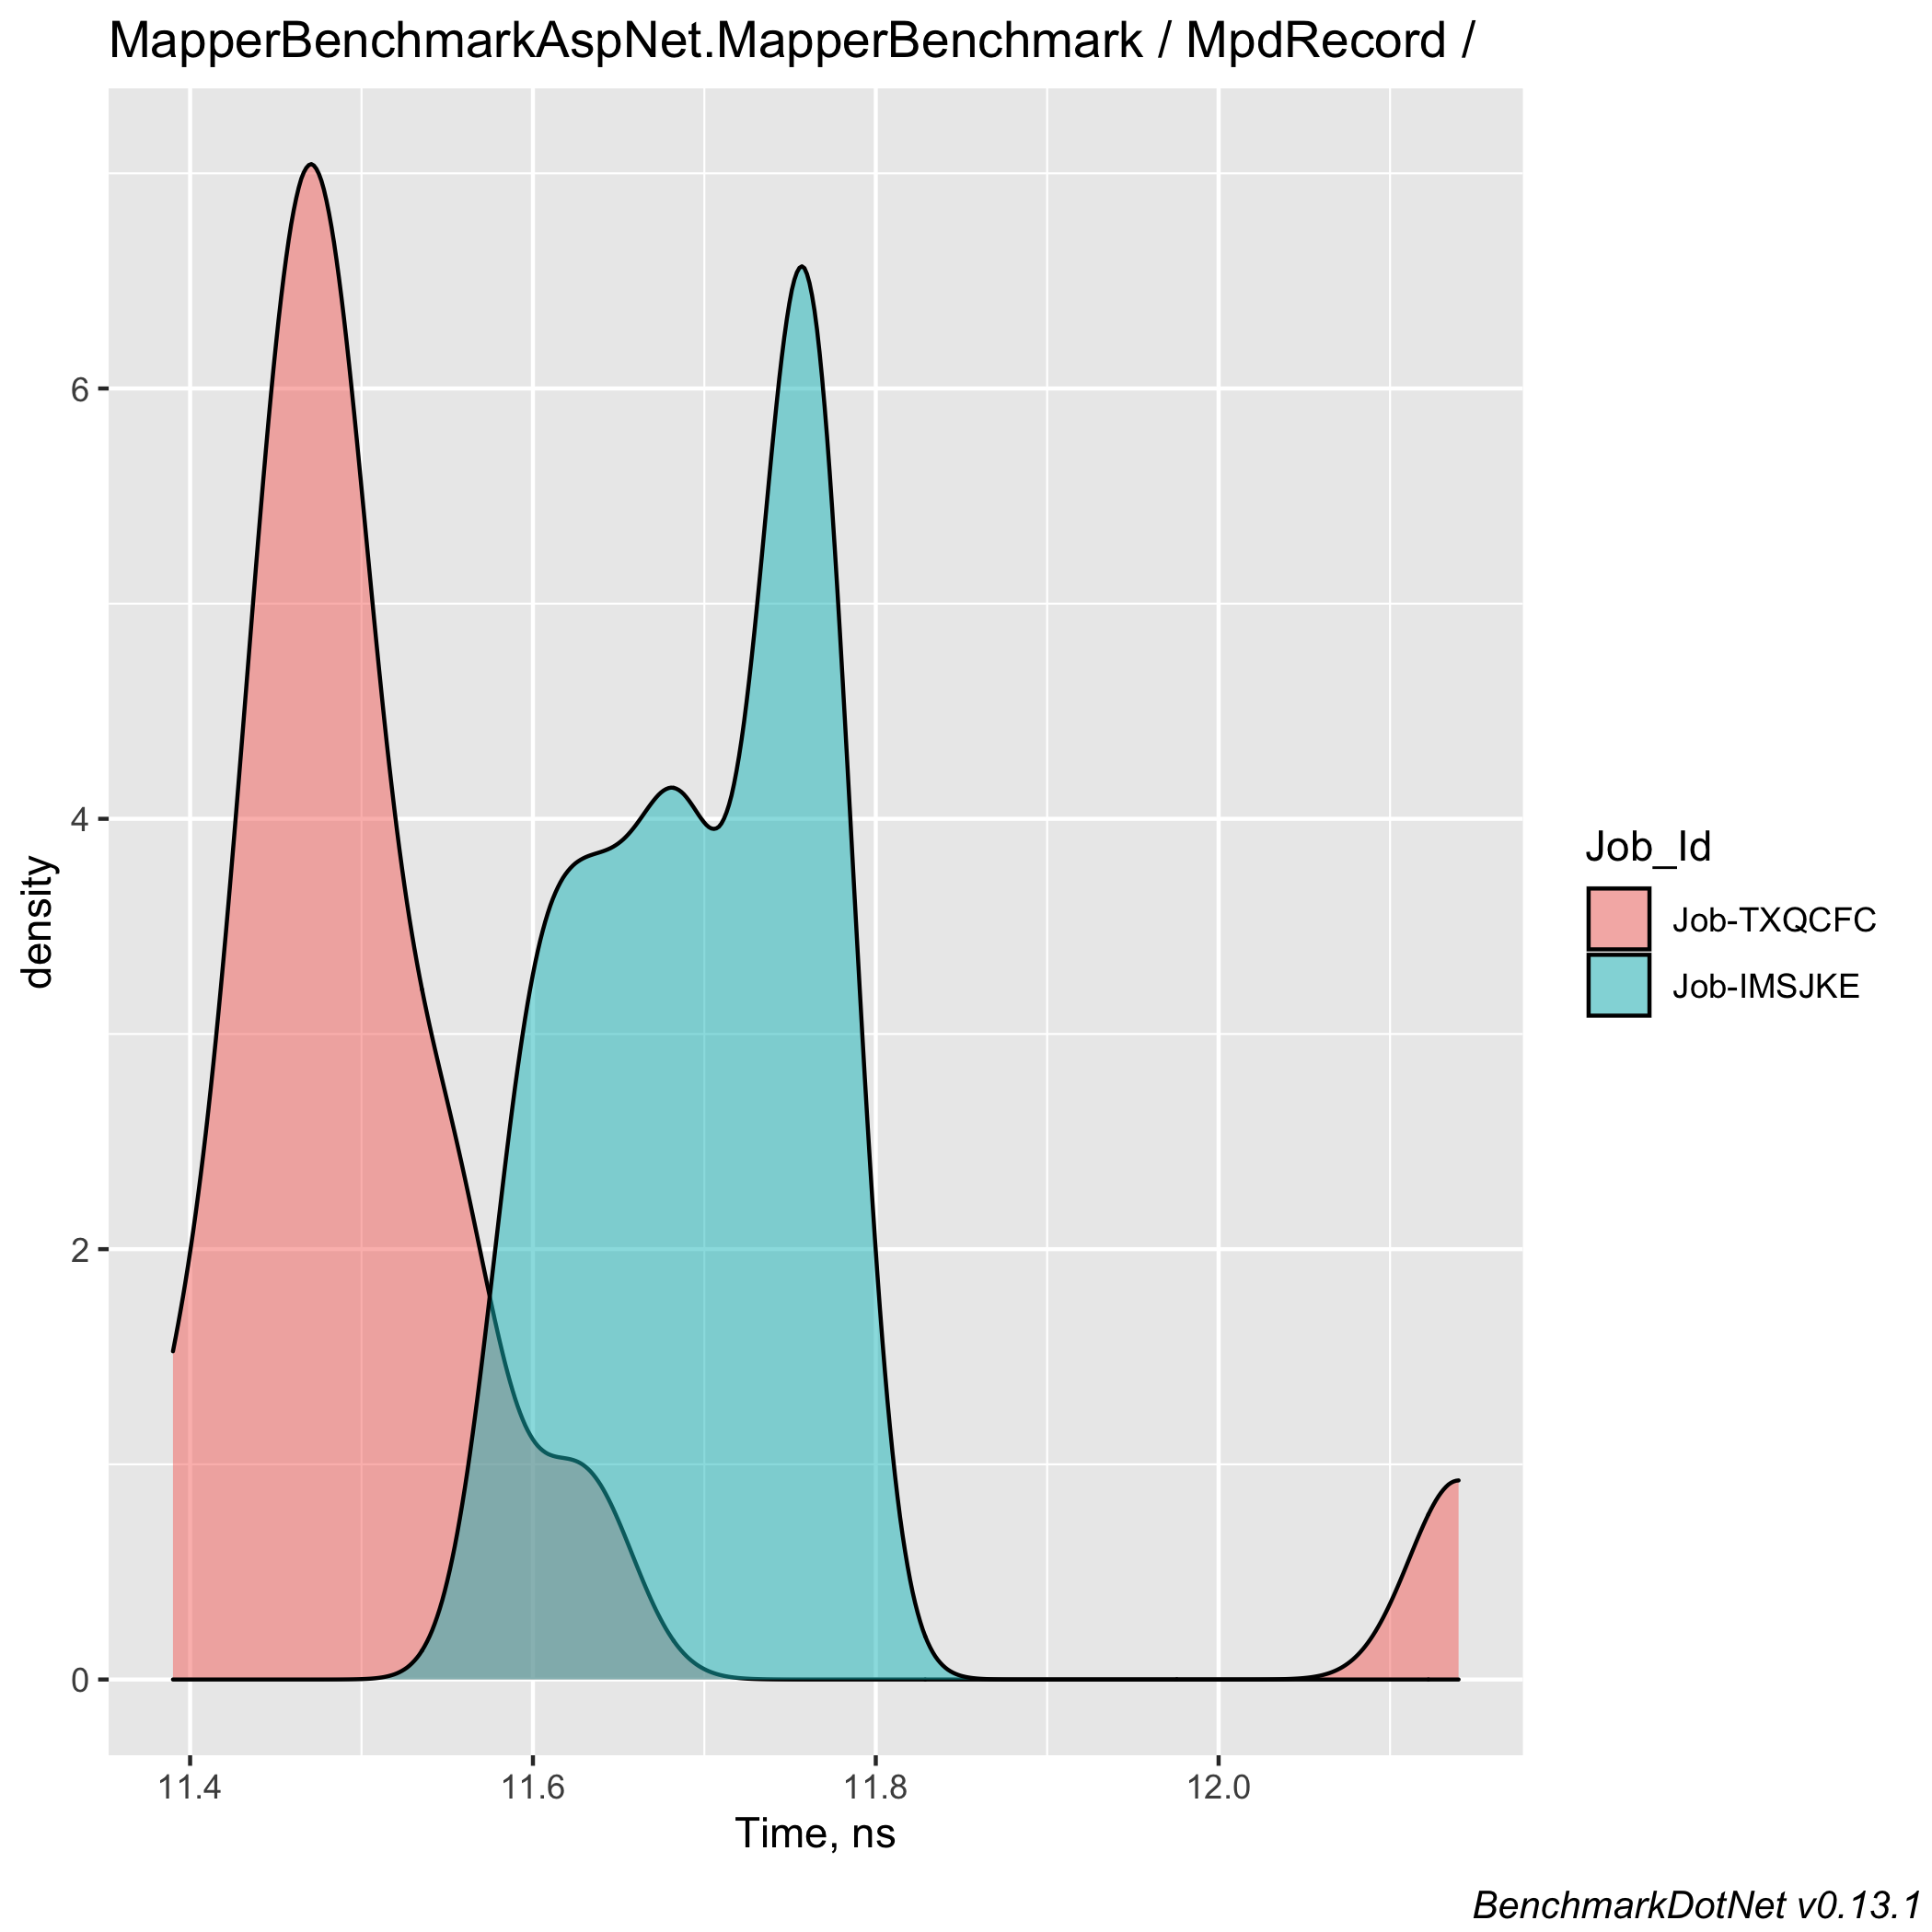 MapperBenchmarkAspNet.MapperBenchmark / MpdRecord /
6
4
2
0
density
11.4 11.6 11.8 12.0
Time, ns
Job_Id
Job-TXQCFC
Job-IMSJKE
BenchmarkDotNet v0.13.1